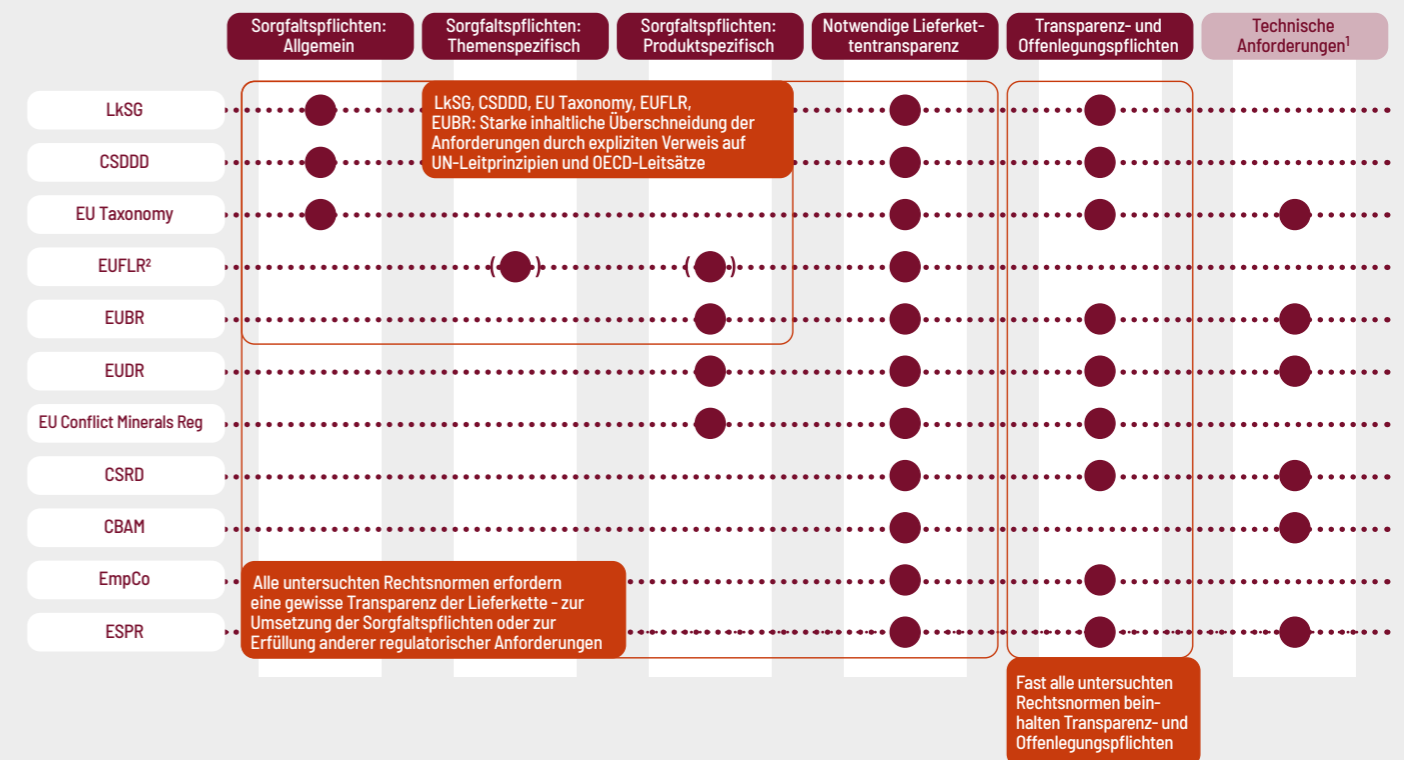 Sorgfaltspflichten:
Allgemein
Sorgfaltspflichten:
Themenspezifisch
Sorgfaltspflichten:
Produktspezifisch
Notwendige Lieferket-
tentransparenz
Transparenz- und
Offenlegungspflichten
Technische
Anforderungen¹
LkSG
LkSG, CSDDD, EU Taxonomy, EUFLR,
EUBR: Starke inhaltliche Überschneidung der
Anforderungen durch expliziten Verweis auf
UN-Leitprinzipien und OECD-Leitsätze
CSDDD
EU Taxonomy
EUFLR²
( )
( )
EUBR
EUDR
EU Conflict Minerals Reg
CSRD
CBAM
EmpCo
Alle untersuchten Rechtsnormen erfordern
eine gewisse Transparenz der Lieferkette - zur
Umsetzung der Sorgfaltspflichten oder zur
Erfüllung anderer regulatorischer Anforderungen
ESPR
Fast alle untersuchten
Rechtsnormen bein-
halten Transparenz- und
Offenlegungspflichten